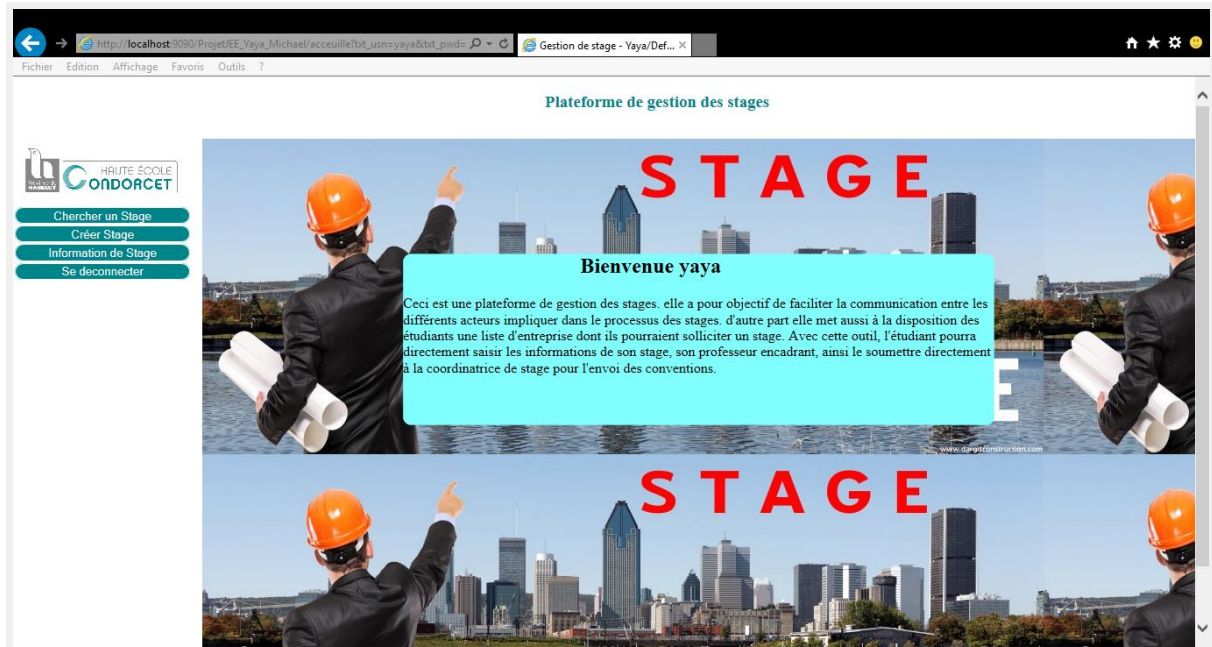 http://localhost:9090/ProjetJEE_Yaya_Michael/acceuille?txt_usn=yaya&txt_pwd=
Gestion de stage - Yaya/Def...
Fichier Edition Affichage Favoris Outils ?
Plateforme de gestion des stages
HAUTE ÉCOLE
CONDORCET
Chercher un Stage
Créer Stage
Information de Stage
Se deconnecter
STAGE
Bienvenue yaya
Ceci est une plateforme de gestion des stages. elle a pour objectif de faciliter la communication entre les
différents acteurs impliquer dans le processus des stages. d'autre part elle met aussi à la disposition des
étudiants une liste d'entreprise dont ils pourraient solliciter un stage. Avec cette outil, l'étudiant pourra
directement saisir les informations de son stage, son professeur encadrant, ainsi le soumettre directement
à la coordinatrice de stage pour l'envoi des conventions.
E
STAGE